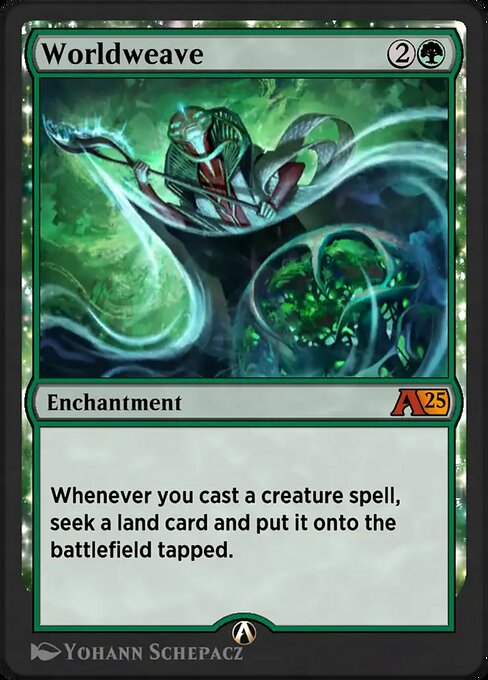 Worldweave 2
Enchantment A25
Whenever you cast a creature spell,
seek a land card and put it onto the
battlefield tapped.
Yohann Schepacz